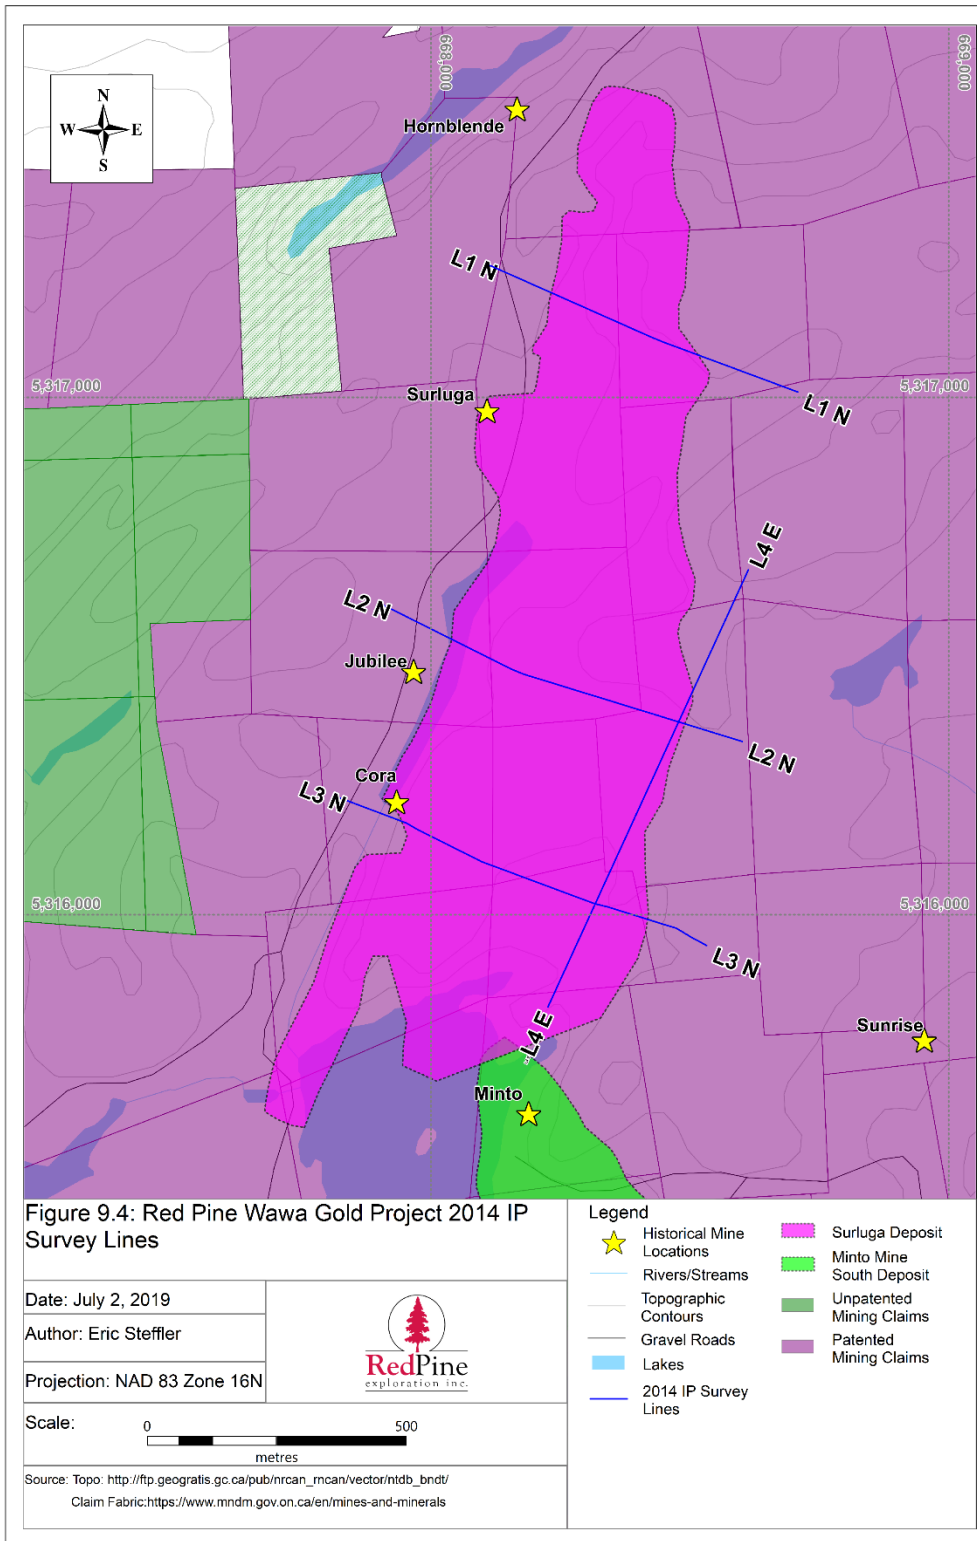 668,000
669,000
N
W E
S
Hornblende
L1 N
5,317,000
Surluga
L1 N
L4 E
L2 N
Jubilee
L2 N
Cora
L3 N
5,316,000
5,316,000
L3 N
Sunrise
L4 E
Minto
Figure 9.4: Red Pine Wawa Gold Project 2014 IP
Survey Lines
Date: July 2, 2019
Author: Eric Steffler
Projection: NAD 83 Zone 16N
RedPine
exploration inc.
Scale:
0 500
metres
Source: Topo: http://ftp.geogratis.gc.ca/pub/nrcan_rncan/vector/ntdb_bndt/
Claim Fabric:https://www.mndm.gov.on.ca/en/mines-and-minerals
Legend
Historical Mine
Locations
Rivers/Streams
Topographic
Contours
Gravel Roads
Lakes
2014 IP Survey
Lines
Surluga Deposit
Minto Mine
South Deposit
Unpatented
Mining Claims
Patented
Mining Claims
5,317,000